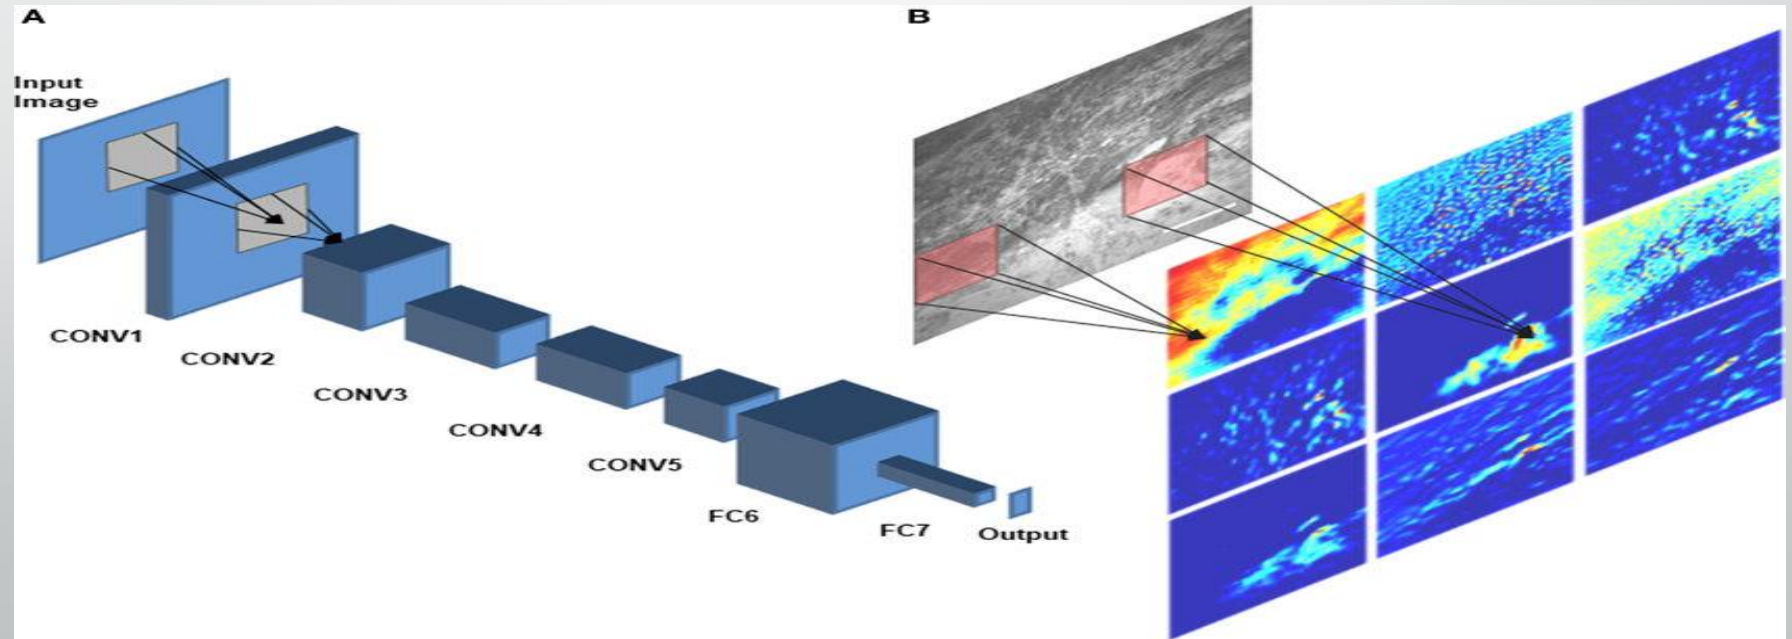 A
Input
Image
CONV1
CONV2
CONV3
CONV4
CONV5
FC6
FC7
Output
B